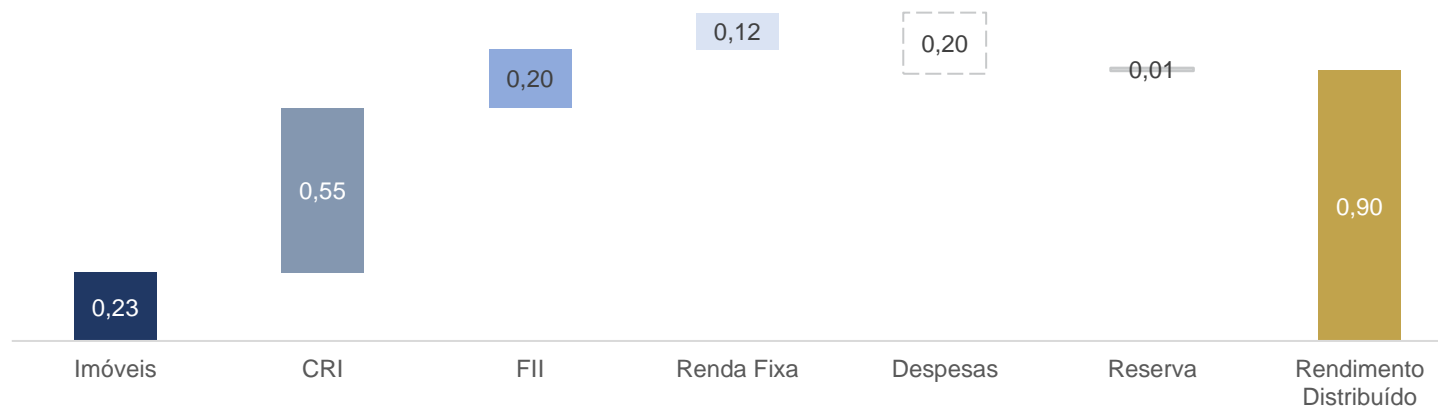 0,12
0,20
0,20
0,01
0,55
0,90
0,23
Imóveis
CRI
FII
Renda Fixa
Despesas
Reserva
Rendimento
Distribuído